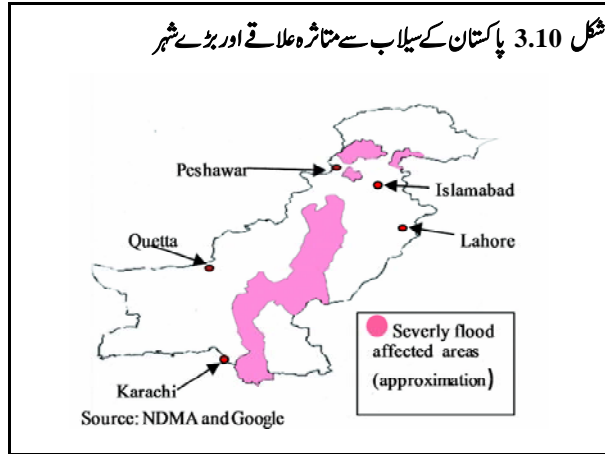 شکل 3.10 پاکستان کے سیلاب سے متاثرہ علاقے اور بڑے شہر
Peshawar
Islamabad
Quetta
Lahore
Severly flood
affected areas
(approximation)
Karachi
Source: NDMA and Google